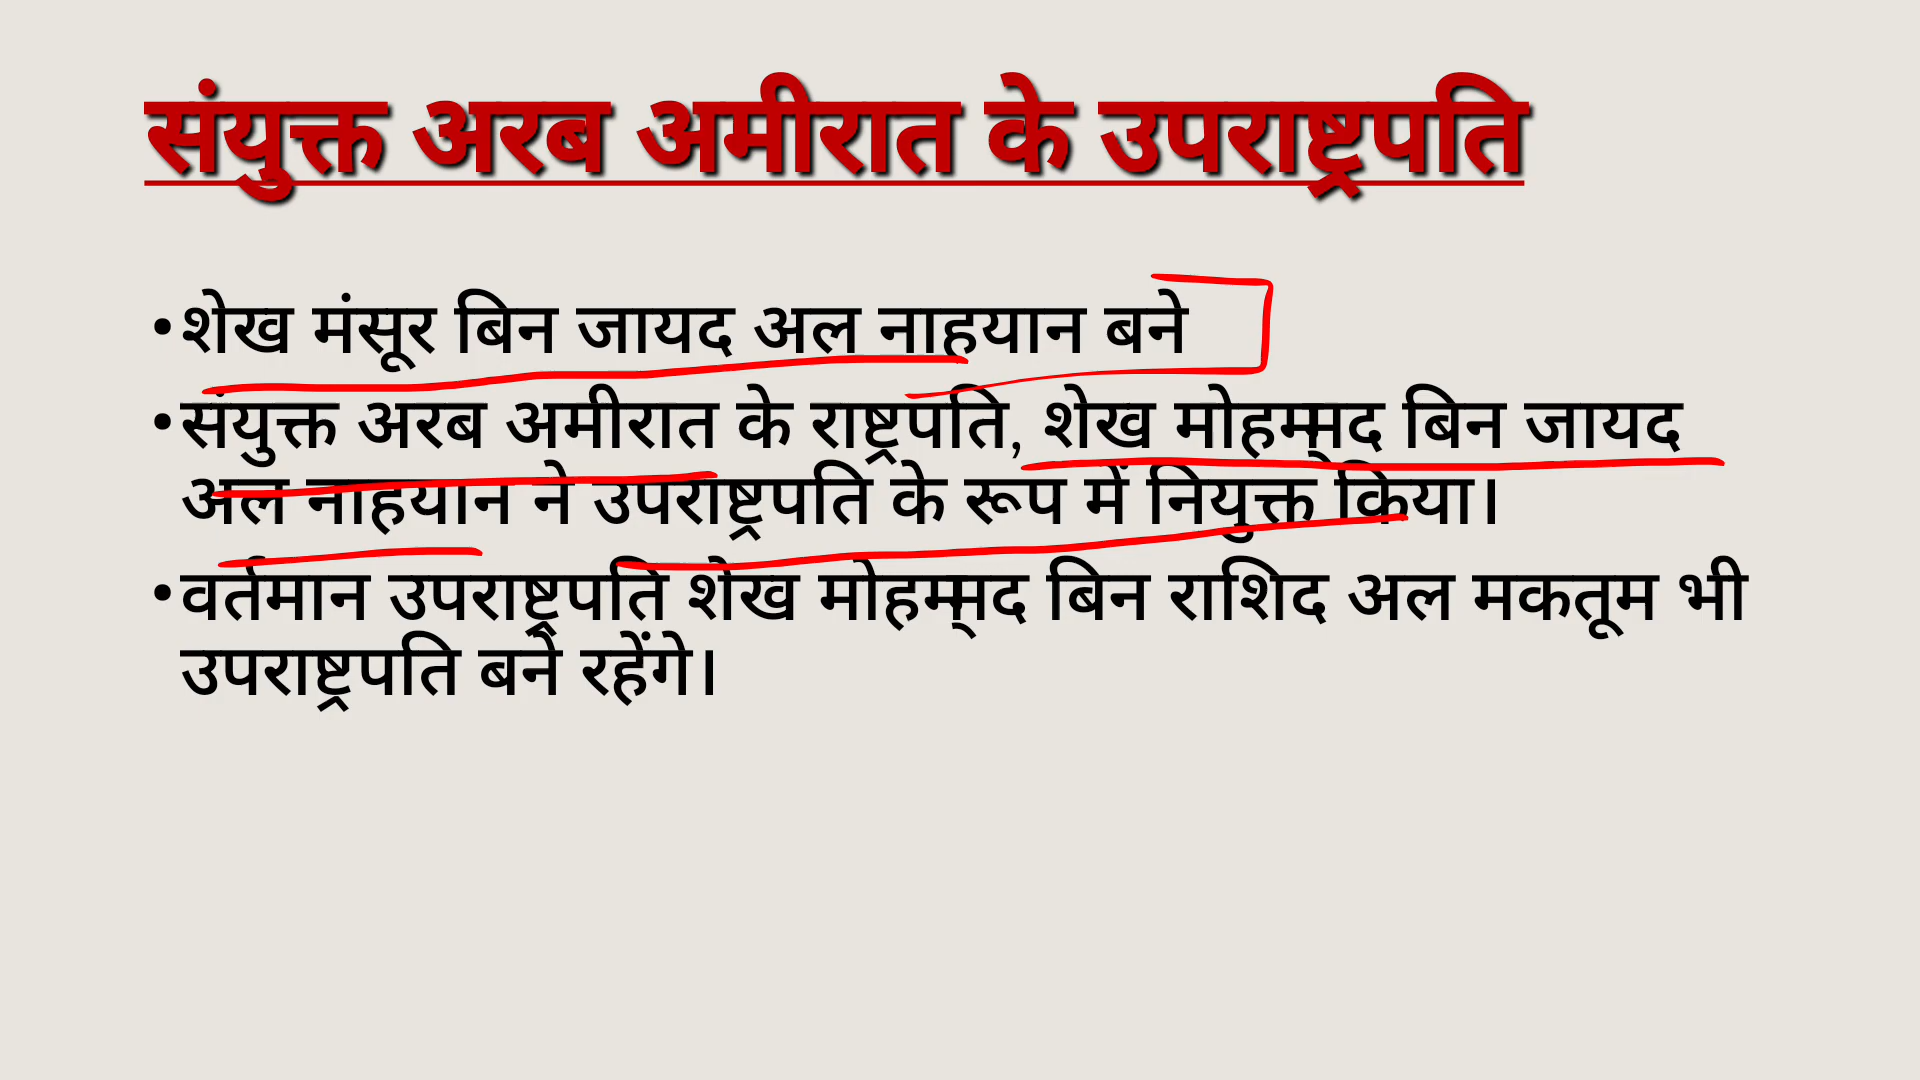 संयुक्त अरब अमीरात के उपराष्ट्रपति
•शेख मंसूर बिन जायद अल नाहयान बने
•संयुक्त अरब अमीरात के राष्ट्रपति, शेख मोहम्मद बिन जायद
अल नाहयान ने उपराष्ट्रपति के रूप में नियुक्त किया।
•वर्तमान उपराष्ट्रपति शेख मोहम्मद बिन राशिद अल मकतूम भी
उपराष्ट्रपति बने रहेंगे।